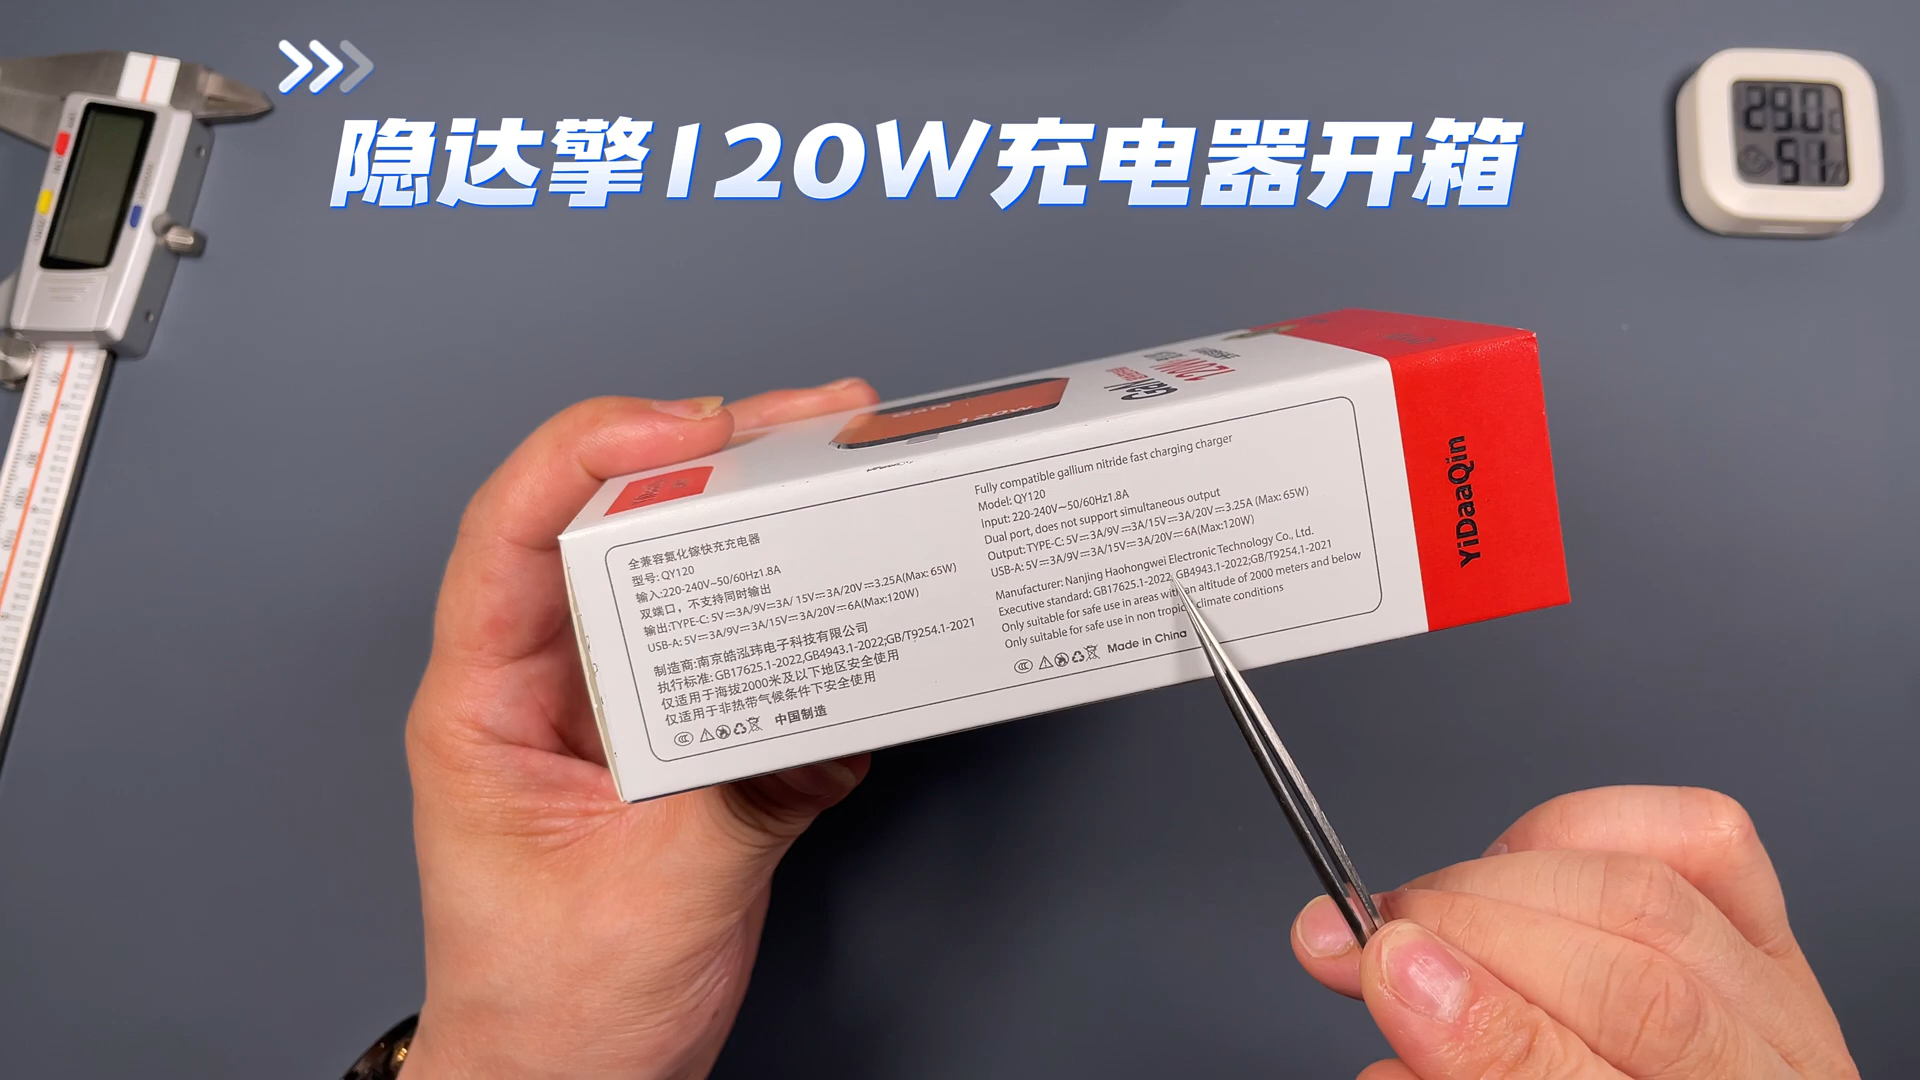 隐达擎120W充电器开箱
29.0
51%
GaN
120W
120W
YiDaaQin
全兼容氮化镓快充充电器
型号: QY120
输入:220-240V~50/60Hz1.8A
双端口，不支持同时输出
输出:TYPE-C: 5V⎓3A/9V⎓3A/ 15V⎓3A/20V⎓3.25A(Max: 65W)
USB-A: 5V⎓3A/9V⎓3A/15V⎓3A/20V⎓6A(Max:120W)
制造商:南京皓泓玮电子科技有限公司
执行标准: GB17625.1-2022,GB4943.1-2022;GB/T9254.1-2021
仅适用于海拔2000米及以下地区安全使用
仅适用于非热带气候条件下安全使用
中国制造
Fully compatible gallium nitride fast charging charger
Model: QY120
Input: 220-240V~50/60Hz1.8A
Dual port, does not support simultaneous output
Output: TYPE-C: 5V⎓3A/9V⎓3A/15V⎓3A/20V⎓3.25A (Max: 65W)
USB-A: 5V⎓3A/9V⎓3A/15V⎓3A/20V⎓6A(Max:120W)
Manufacturer: Nanjing Haohongwei Electronic Technology Co., Ltd.
Executive standard: GB17625.1-2022, GB4943.1-2022;GB/T9254.1-2021
Only suitable for safe use in areas with an altitude of 2000 meters and below
Only suitable for safe use in non tropical climate conditions
Made in China